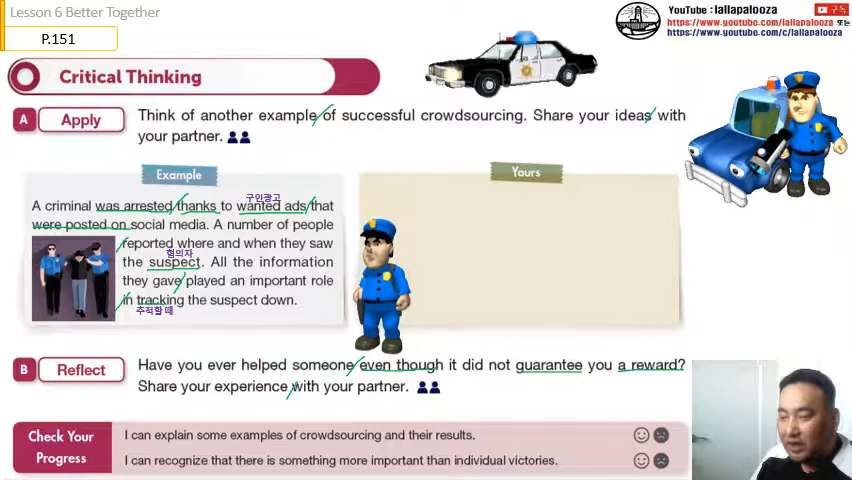 Lesson 6 Better Together
P.151
YouTube : lallapalooza 구독
https://www.youtube.com/lallapalooza 또는
https://www.youtube.com/c/lallapalooza
Critical Thinking
A Apply
Think of another example of successful crowdsourcing. Share your ideas with
your partner.
Example
구인광고
A criminal was arrested thanks to wanted ads that
were posted on social media. A number of people
reported where and when they saw
혐의자
the suspect. All the information
they gave played an important role
in tracking the suspect down.
추적할 때
Yours
B Reflect
Have you ever helped someone even though it did not guarantee you a reward?
Share your experience with your partner.
Check Your
Progress
I can explain some examples of crowdsourcing and their results.
I can recognize that there is something more important than individual victories.